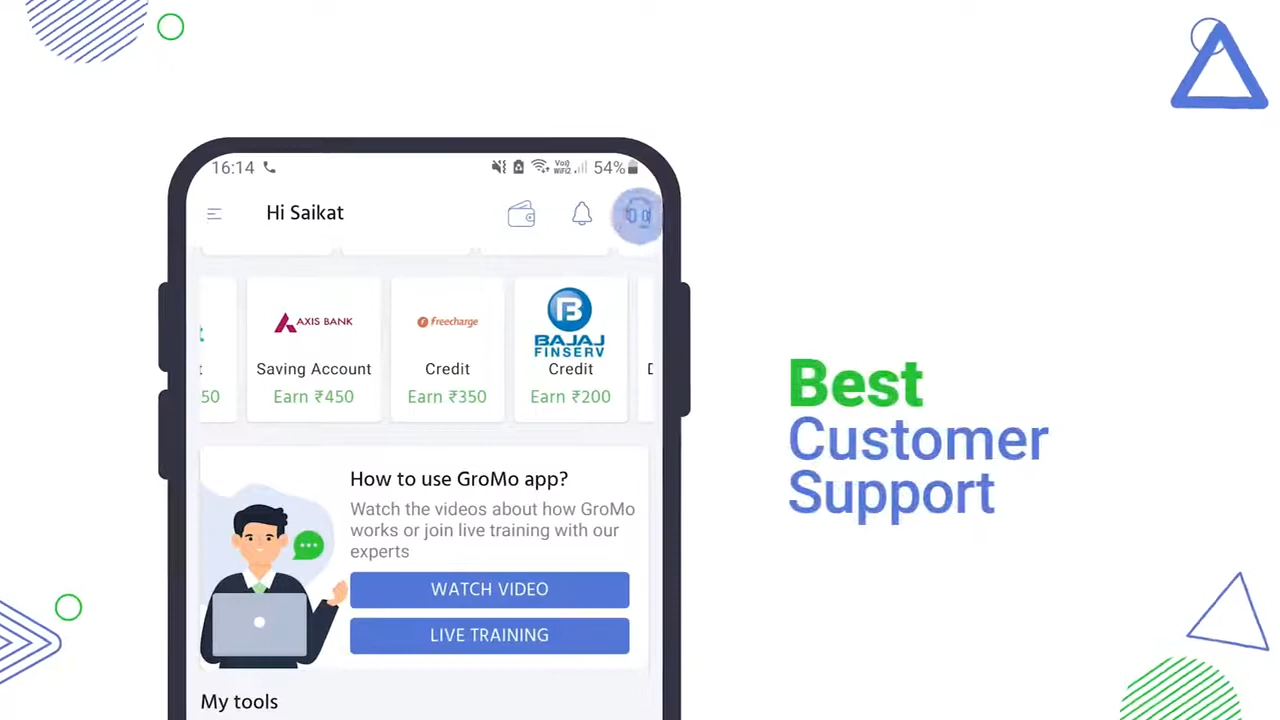 16:14
Vo)) WiFi2 54%
Hi Saikat
AXIS BANK
freecharge
BAJAJ
FINSERV
t Saving Account Credit Credit D
50 Earn ₹450 Earn ₹350 Earn ₹200
Best
Customer
Support
How to use GroMo app?
Watch the videos about how GroMo
works or join live training with our
experts
WATCH VIDEO
LIVE TRAINING
My tools